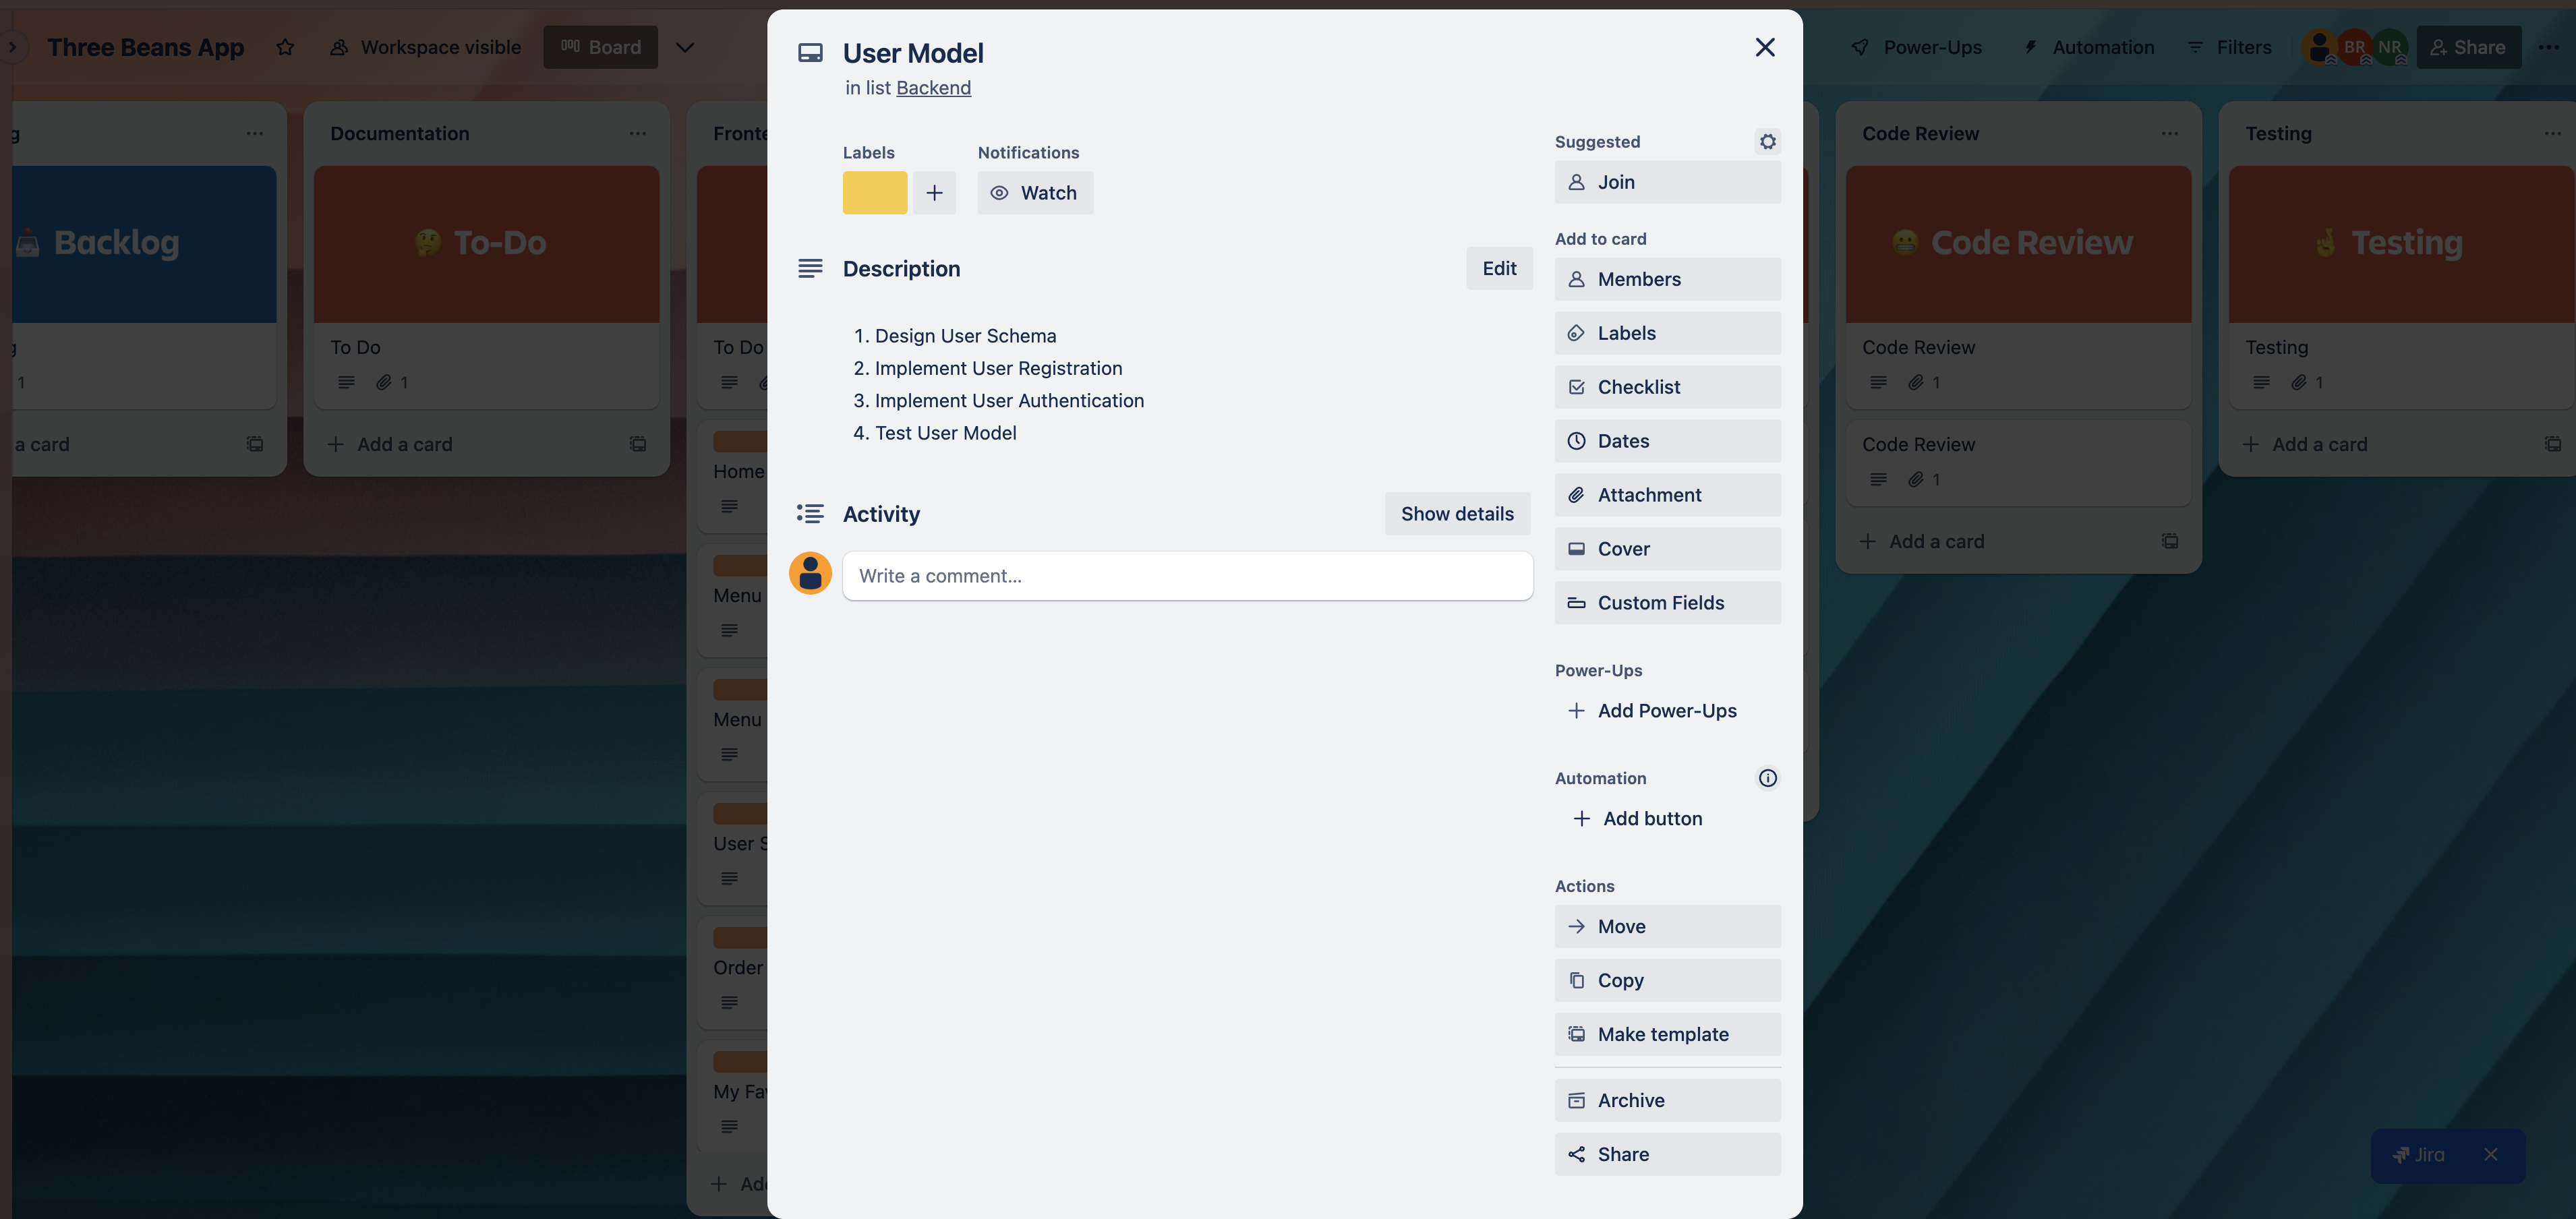 Three Beans App
Workspace visible
Board
Power-Ups
Automation
Filters
BR
NR
Share
Backlog
1
a card
Documentation
To-Do
To Do
1
Add a card
To Do
Home
Menu
Menu
User
Order
My
User Model
in list Backend
Labels
Notifications
Watch
Description
Edit
1. Design User Schema
2. Implement User Registration
3. Implement User Authentication
4. Test User Model
Activity
Show details
Write a comment...
Suggested
Join
Add to card
Members
Labels
Checklist
Dates
Attachment
Cover
Custom Fields
Power-Ups
Add Power-Ups
Automation
Add button
Actions
Move
Copy
Make template
Archive
Share
Code Review
Code Review
Code Review
1
Code Review
1
Add a card
Testing
Testing
Testing
1
Add a card
Jira